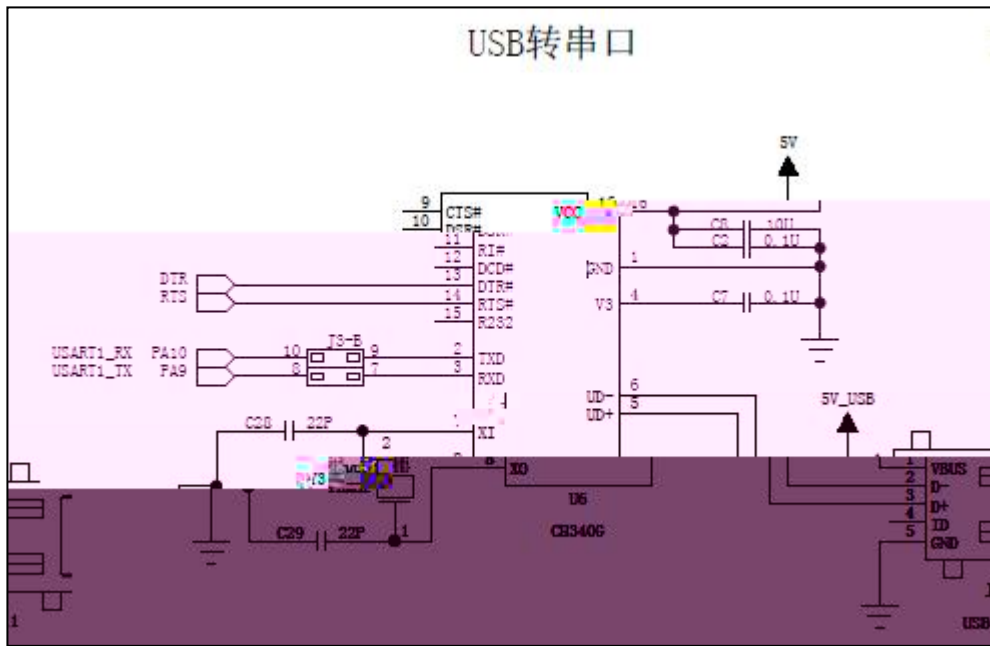 USB转串口
5V
9 CTS#
10 DSR#
11 RI#
12 DCD#
DTR 13 DTR#
RTS 14 RTS#
15 R232
VCC
C8 10U
C2 0.1U
GND 1
V3 4 C7 0.1U
J3-B
USART1_RX PA10 10 9 2 TXD
USART1_TX PA9 8 7 3 RXD
UD- 6
UD+ 5
5V_USB
C28 22P XI
2
Y3
8 XO
U6
CH340G
C29 22P 1
1 VBUS
2 D-
3 D+
4 ID
5 GND
1
USB